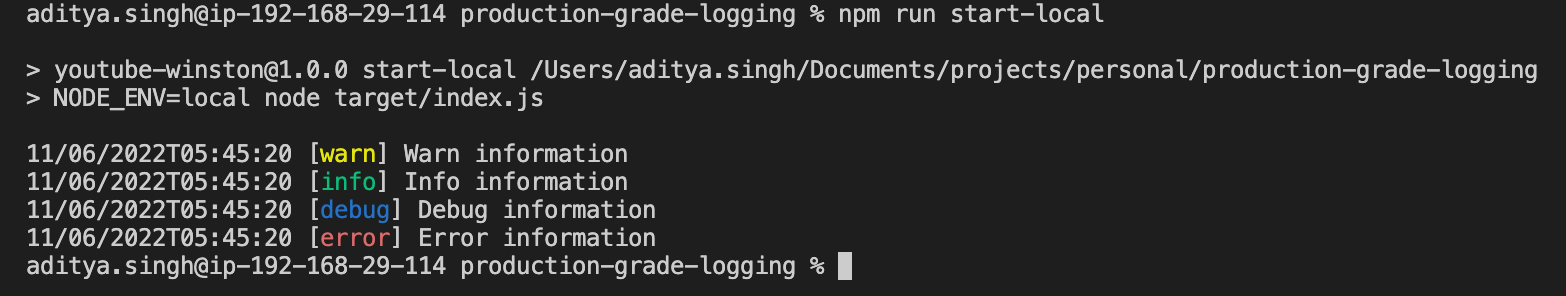 aditya.singh@ip-192-168-29-114 production-grade-logging % npm run start-local
> youtube-winston@1.0.0 start-local /Users/aditya.singh/Documents/projects/personal/production-grade-logging
> NODE_ENV=local node target/index.js
11/06/2022T05:45:20 [warn] Warn information
11/06/2022T05:45:20 [info] Info information
11/06/2022T05:45:20 [debug] Debug information
11/06/2022T05:45:20 [error] Error information
aditya.singh@ip-192-168-29-114 production-grade-logging %